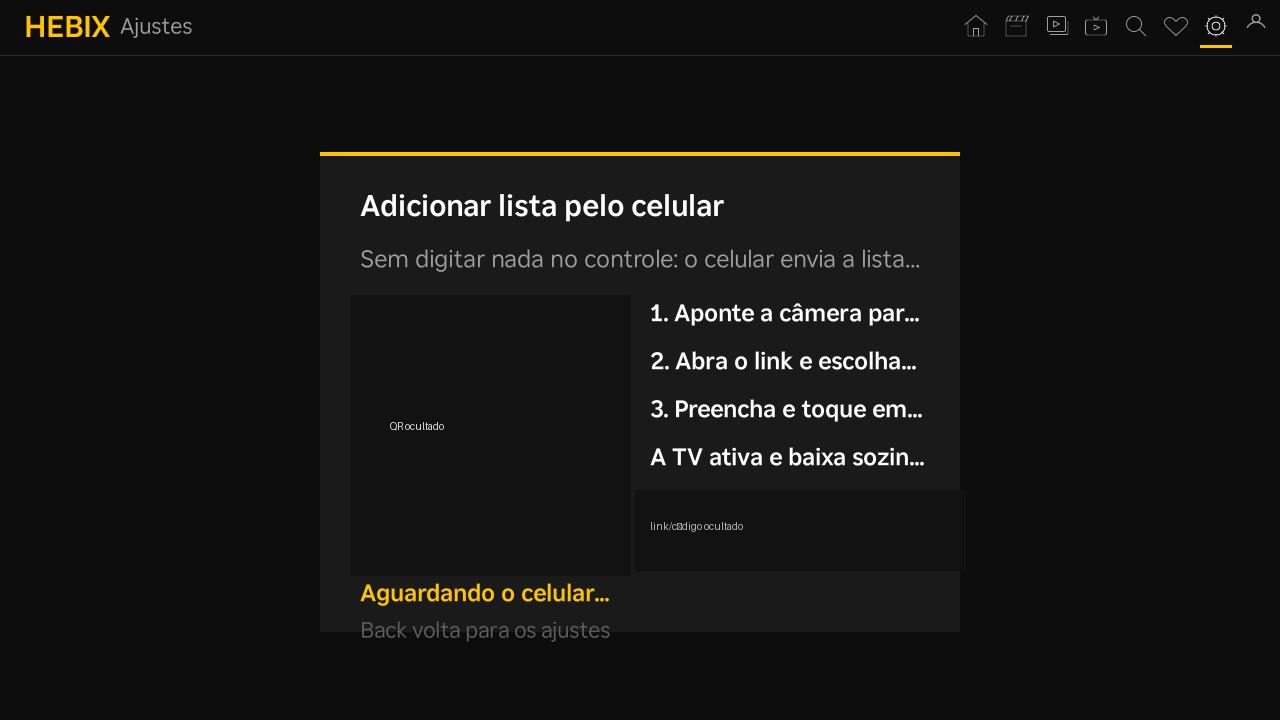 HEBIX Ajustes
Adicionar lista pelo celular
Sem digitar nada no controle: o celular envia a lista...
1. Aponte a câmera par...
2. Abra o link e escolha...
3. Preencha e toque em...
A TV ativa e baixa sozin...
QR ocultado
link/c▯digo ocultado
Aguardando o celular...
Back volta para os ajustes